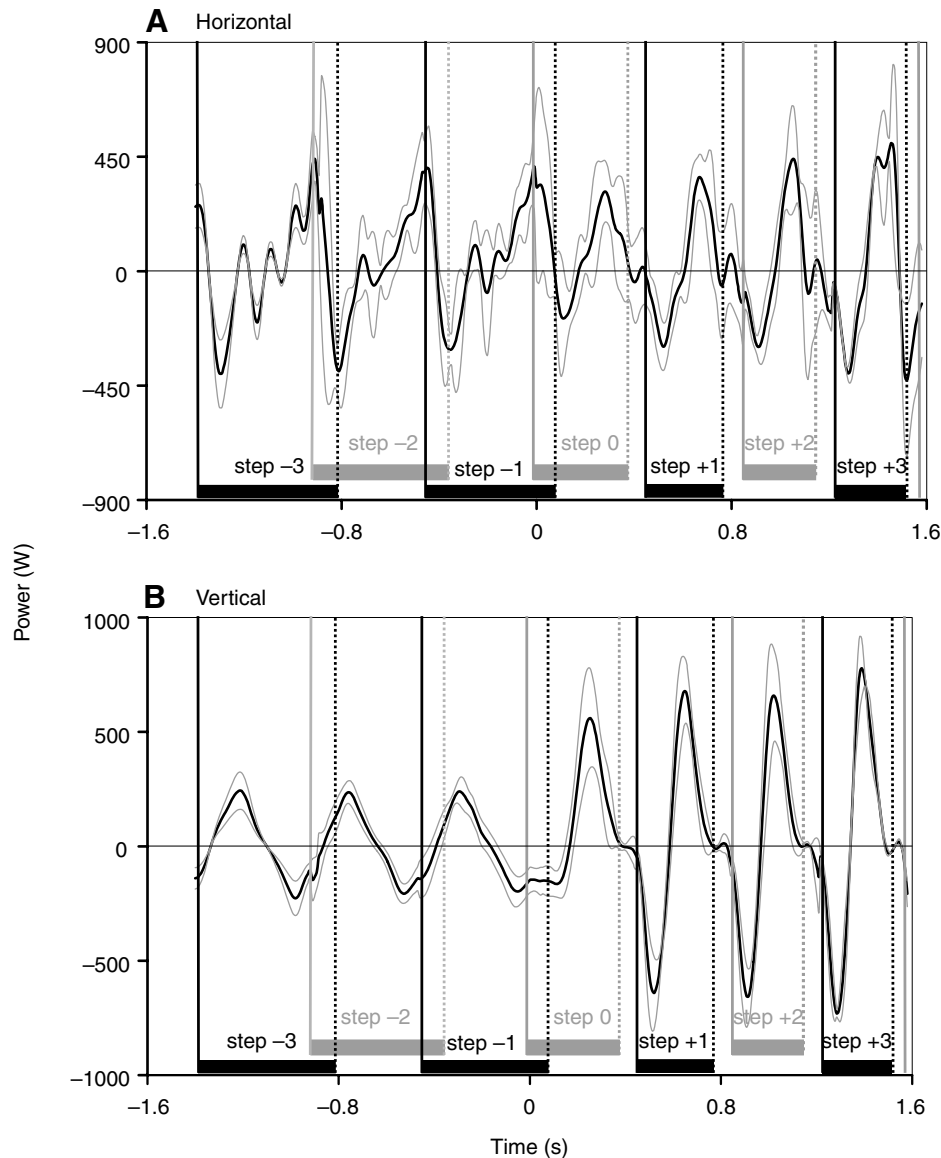 A Horizontal
900
450
0
−450
−900
step −3
step −2
step −1
step 0
step +1
step +2
step +3
−1.6
−0.8
0
0.8
1.6
Power (W)
B Vertical
1000
500
0
−500
−1000
step −3
step −2
step −1
step 0
step +1
step +2
step +3
−1.6
−0.8
0
0.8
1.6
Time (s)